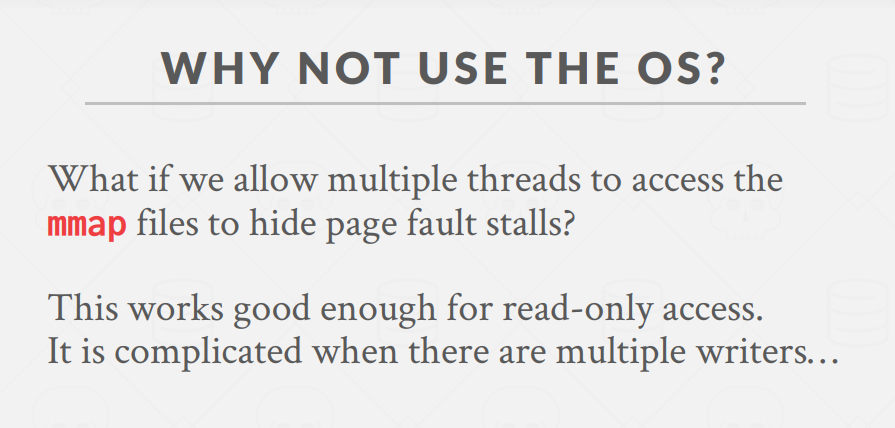 WHY NOT USE THE OS?
What if we allow multiple threads to access the
mmap files to hide page fault stalls?
This works good enough for read-only access.
It is complicated when there are multiple writers…